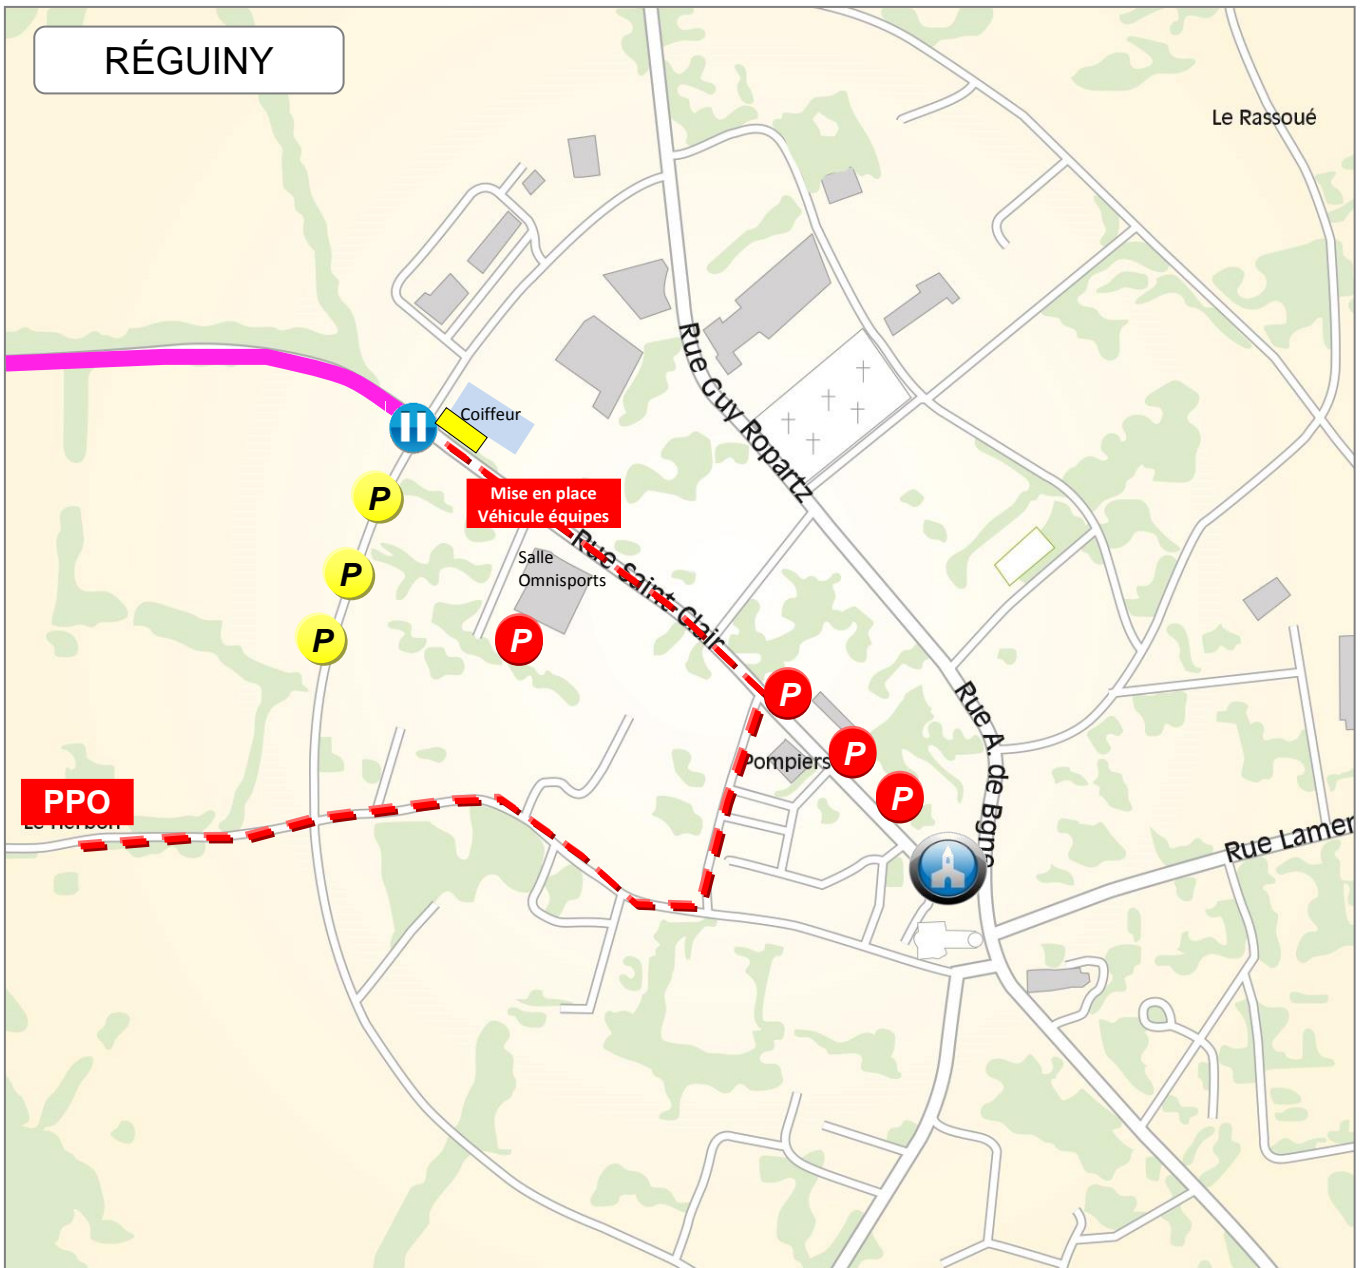 RÉGUINY
Le Rassoué
Rue Guy Ropartz
Coiffeur
P
Mise en place
Véhicule équipes
Rue Saint-Clair
Salle
Omnisports
P
P
P
P
Rue A. de Bgne
P
Pompiers
P
PPO
Rue Lamer